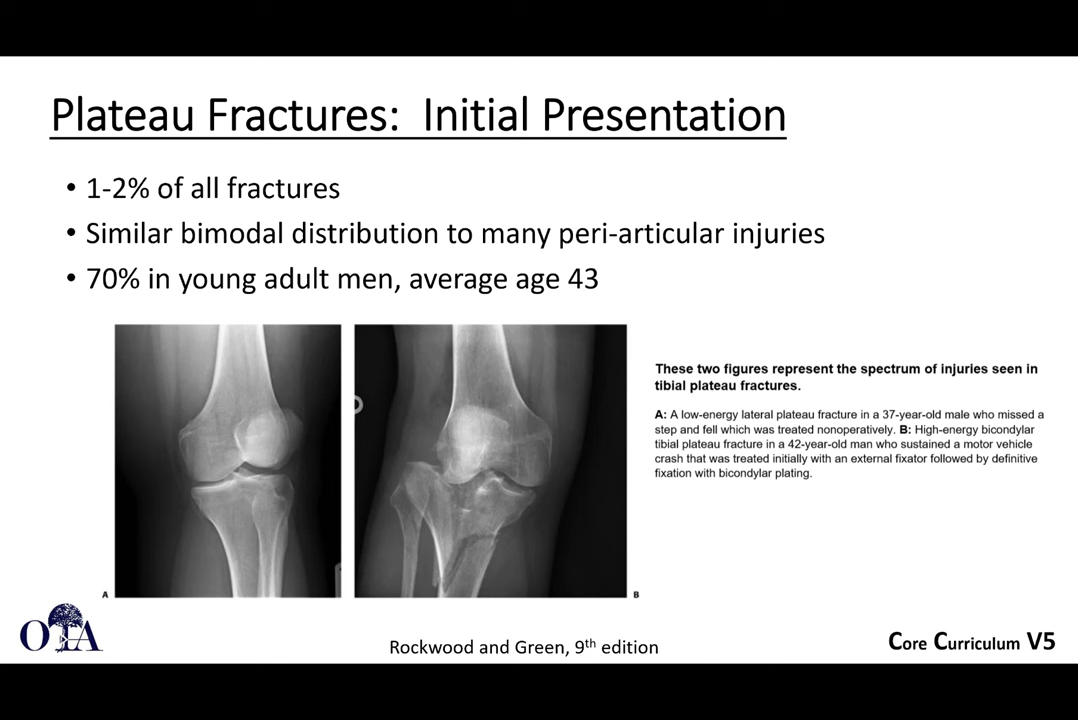 Plateau Fractures: Initial Presentation
• 1-2% of all fractures
• Similar bimodal distribution to many peri-articular injuries
• 70% in young adult men, average age 43
These two figures represent the spectrum of injuries seen in
tibial plateau fractures.
A: A low-energy lateral plateau fracture in a 37-year-old male who missed a
step and fell which was treated nonoperatively. B: High-energy bicondylar
tibial plateau fracture in a 42-year-old man who sustained a motor vehicle
crash that was treated initially with an external fixator followed by definitive
fixation with bicondylar plating.
A
B
OTA
Rockwood and Green, 9th edition
Core Curriculum V5